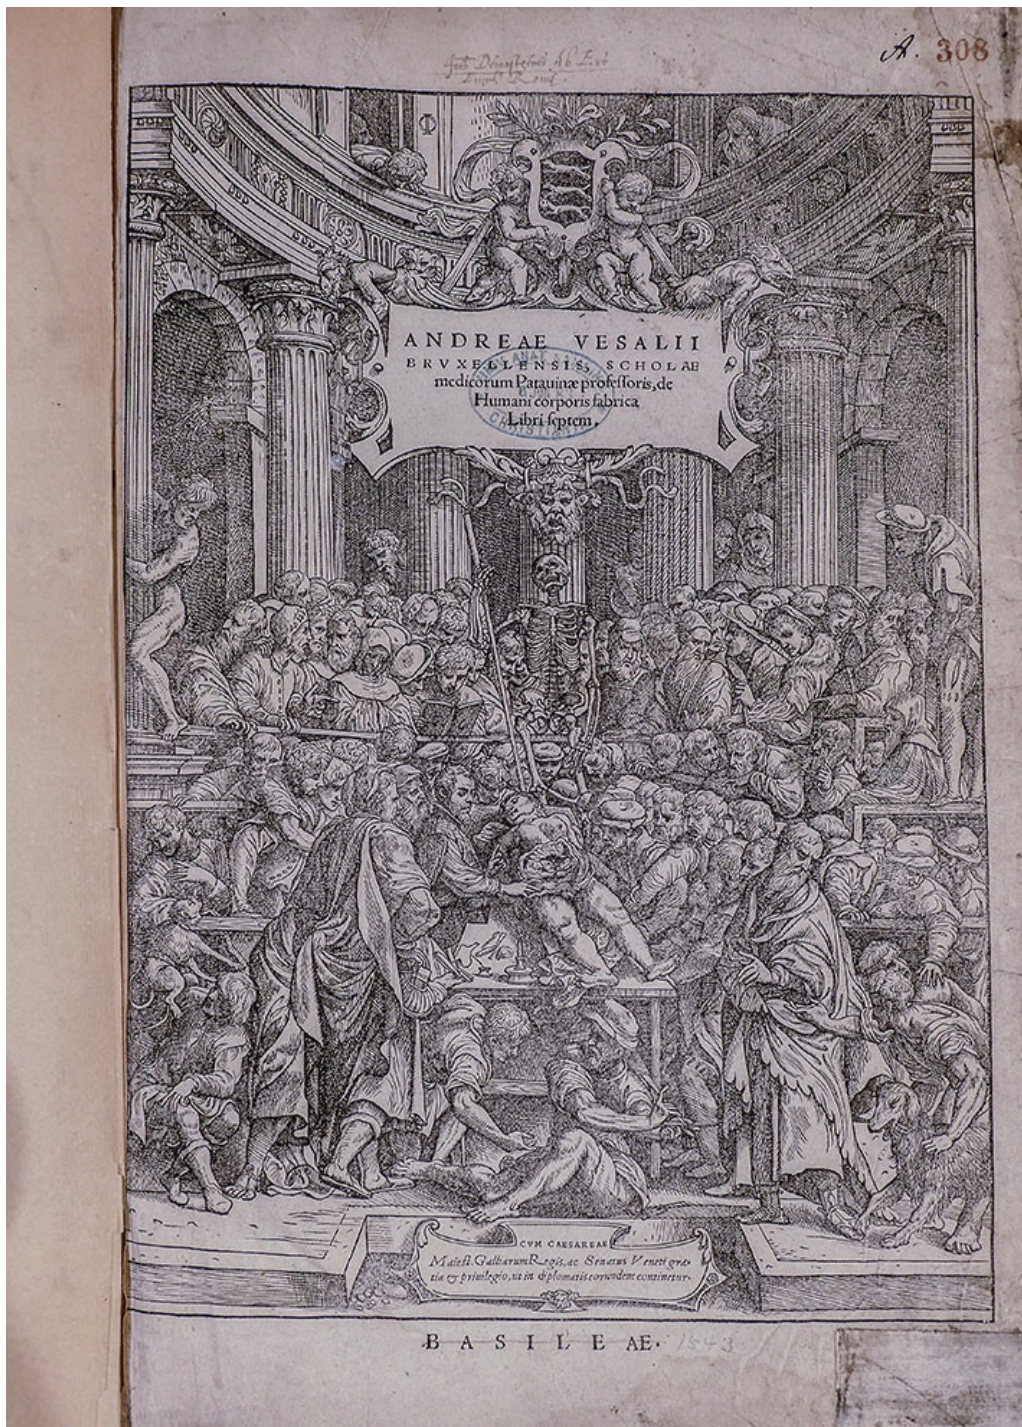 A. 308
ANDREAE VESALII
BRVXELLENSIS, SCHOLAE
medicorum Patauinæ professoris, de
Humani corporis fabrica
Libri septem.
CVM CAESAREAE
Maiest. Galliarum Regis, ac Senatus Veneti gra-
tia & priuilegio, ut in diplomatis eorundem continetur.
BASILEAE. 1543